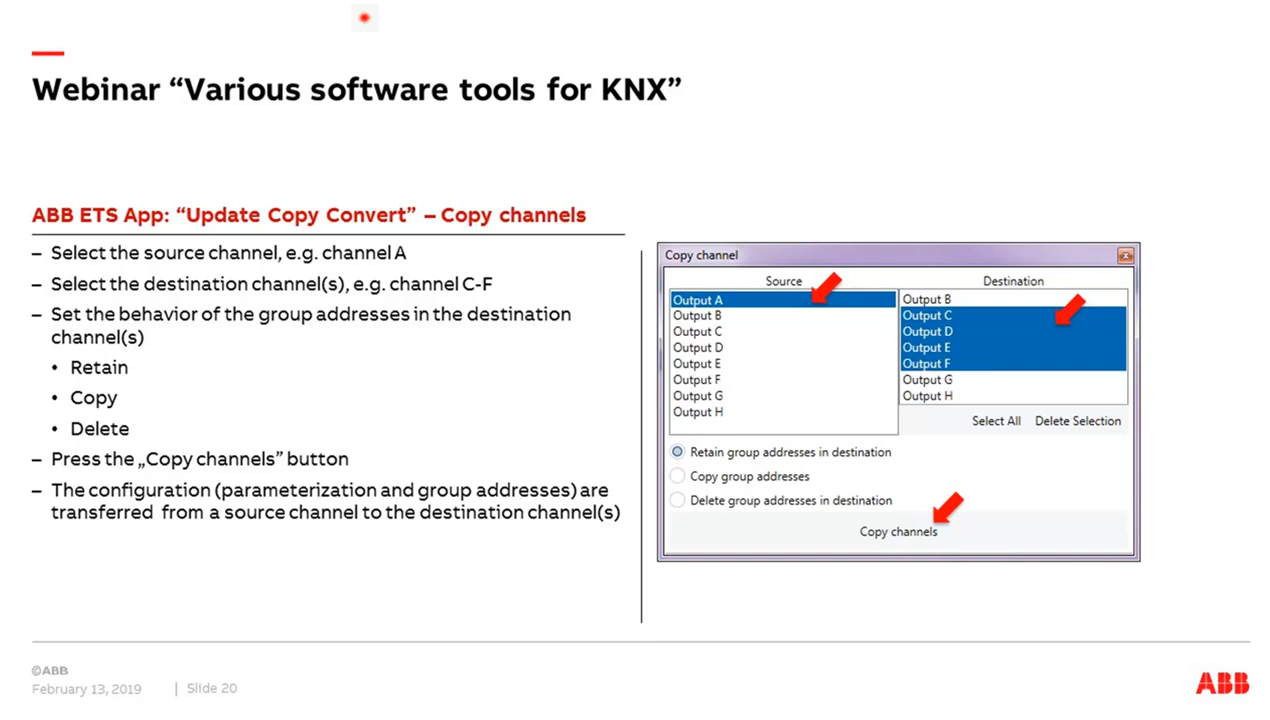 Webinar “Various software tools for KNX”
ABB ETS App: “Update Copy Convert” – Copy channels
– Select the source channel, e.g. channel A
– Select the destination channel(s), e.g. channel C-F
– Set the behavior of the group addresses in the destination
channel(s)
• Retain
• Copy
• Delete
– Press the „Copy channels” button
– The configuration (parameterization and group addresses) are
transferred from a source channel to the destination channel(s)
Copy channel
Source
Output A
Output B
Output C
Output D
Output E
Output F
Output G
Output H
Destination
Output B
Output C
Output D
Output E
Output F
Output G
Output H
Select All Delete Selection
Retain group addresses in destination
Copy group addresses
Delete group addresses in destination
Copy channels
©ABB
February 13, 2019 | Slide 20
ABB